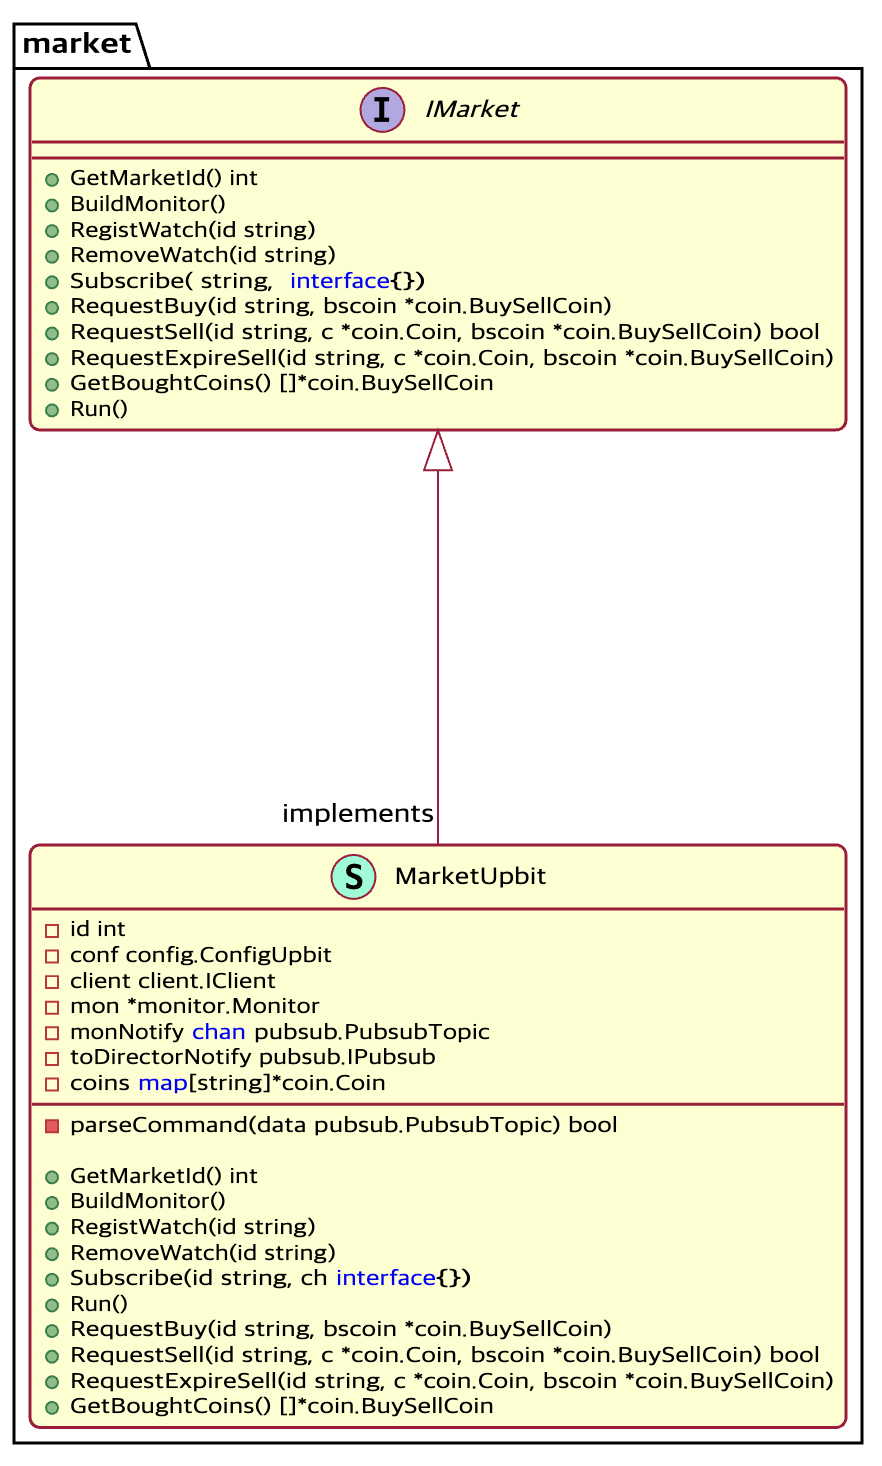 market
I IMarket
GetMarketId() int
BuildMonitor()
RegistWatch(id string)
RemoveWatch(id string)
Subscribe( string,  interface{})
RequestBuy(id string, bscoin *coin.BuySellCoin)
RequestSell(id string, c *coin.Coin, bscoin *coin.BuySellCoin) bool
RequestExpireSell(id string, c *coin.Coin, bscoin *coin.BuySellCoin)
GetBoughtCoins() []*coin.BuySellCoin
Run()
implements
S MarketUpbit
id int
conf config.ConfigUpbit
client client.IClient
mon *monitor.Monitor
monNotify chan pubsub.PubsubTopic
toDirectorNotify pubsub.IPubsub
coins map[string]*coin.Coin
parseCommand(data pubsub.PubsubTopic) bool
GetMarketId() int
BuildMonitor()
RegistWatch(id string)
RemoveWatch(id string)
Subscribe(id string, ch interface{})
Run()
RequestBuy(id string, bscoin *coin.BuySellCoin)
RequestSell(id string, c *coin.Coin, bscoin *coin.BuySellCoin) bool
RequestExpireSell(id string, c *coin.Coin, bscoin *coin.BuySellCoin)
GetBoughtCoins() []*coin.BuySellCoin